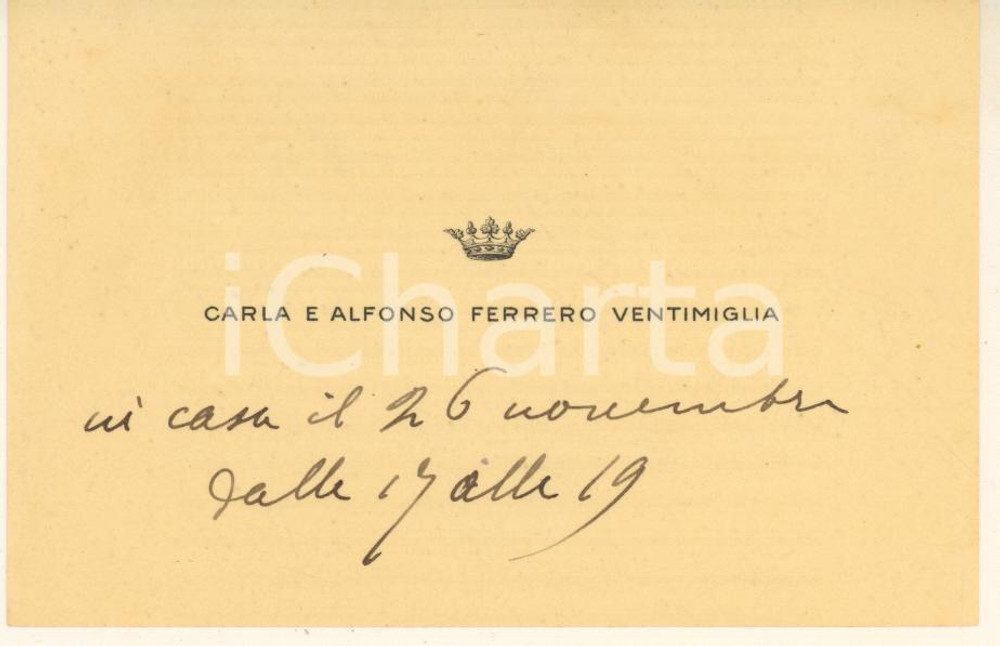 iCharta
CARLA E ALFONSO FERRERO VENTIMIGLIA
in casa il 26 novembre
dalle 17 alle 19